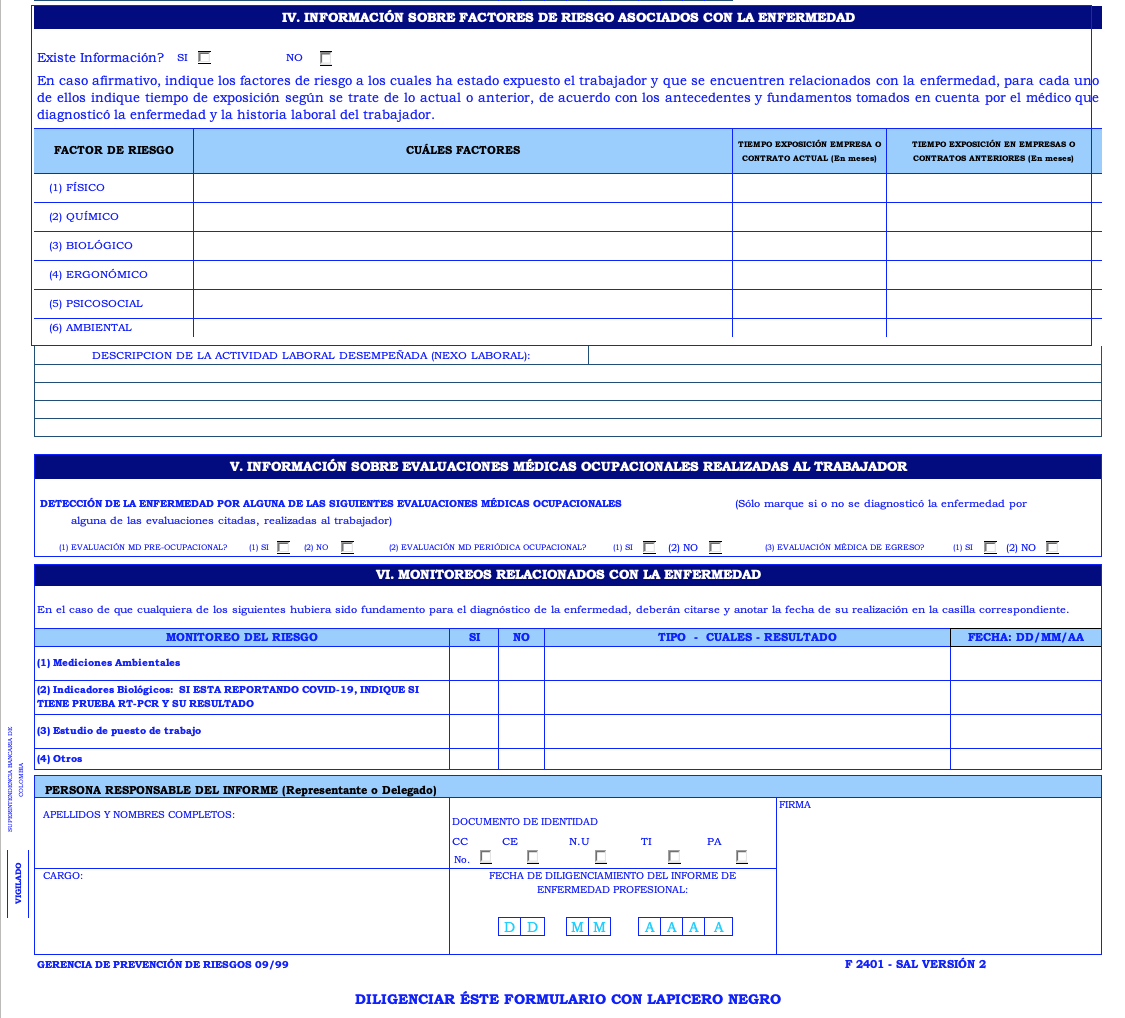 IV. INFORMACIÓN SOBRE FACTORES DE RIESGO ASOCIADOS CON LA ENFERMEDAD
Existe Información? SI NO
En caso afirmativo, indique los factores de riesgo a los cuales ha estado expuesto el trabajador y que se encuentren relacionados con la enfermedad, para cada uno
de ellos indique tiempo de exposición según se trate de lo actual o anterior, de acuerdo con los antecedentes y fundamentos tomados en cuenta por el médico que
diagnosticó la enfermedad y la historia laboral del trabajador.
FACTOR DE RIESGO CUÁLES FACTORES TIEMPO EXPOSICIÓN EMPRESA O CONTRATO ACTUAL (En meses) TIEMPO EXPOSICIÓN EN EMPRESAS O CONTRATOS ANTERIORES (En meses)
(1) FÍSICO
(2) QUÍMICO
(3) BIOLÓGICO
(4) ERGONÓMICO
(5) PSICOSOCIAL
(6) AMBIENTAL
DESCRIPCION DE LA ACTIVIDAD LABORAL DESEMPEÑADA (NEXO LABORAL):
V. INFORMACIÓN SOBRE EVALUACIONES MÉDICAS OCUPACIONALES REALIZADAS AL TRABAJADOR
DETECCIÓN DE LA ENFERMEDAD POR ALGUNA DE LAS SIGUIENTES EVALUACIONES MÉDICAS OCUPACIONALES (Sólo marque si o no se diagnosticó la enfermedad por
alguna de las evaluaciones citadas, realizadas al trabajador)
(1) EVALUACIÓN MD PRE-OCUPACIONAL? (1) SI (2) NO (2) EVALUACIÓN MD PERIÓDICA OCUPACIONAL? (1) SI (2) NO (3) EVALUACIÓN MÉDICA DE EGRESO? (1) SI (2) NO
VI. MONITOREOS RELACIONADOS CON LA ENFERMEDAD
En el caso de que cualquiera de los siguientes hubiera sido fundamento para el diagnóstico de la enfermedad, deberán citarse y anotar la fecha de su realización en la casilla correspondiente.
MONITOREO DEL RIESGO SI NO TIPO - CUALES - RESULTADO FECHA: DD/MM/AA
(1) Mediciones Ambientales
(2) Indicadores Biológicos: SI ESTA REPORTANDO COVID-19, INDIQUE SI
TIENE PRUEBA RT-PCR Y SU RESULTADO
(3) Estudio de puesto de trabajo
(4) Otros
SUPERINTENDENCIA BANCARIA DE
COLOMBIA
VIGILADO
PERSONA RESPONSABLE DEL INFORME (Representante o Delegado)
APELLIDOS Y NOMBRES COMPLETOS:
DOCUMENTO DE IDENTIDAD
CC CE N.U TI PA
No.
FIRMA
CARGO:
FECHA DE DILIGENCIAMIENTO DEL INFORME DE
ENFERMEDAD PROFESIONAL:
D D M M A A A A
GERENCIA DE PREVENCIÓN DE RIESGOS 09/99 F 2401 - SAL VERSIÓN 2
DILIGENCIAR ÉSTE FORMULARIO CON LAPICERO NEGRO